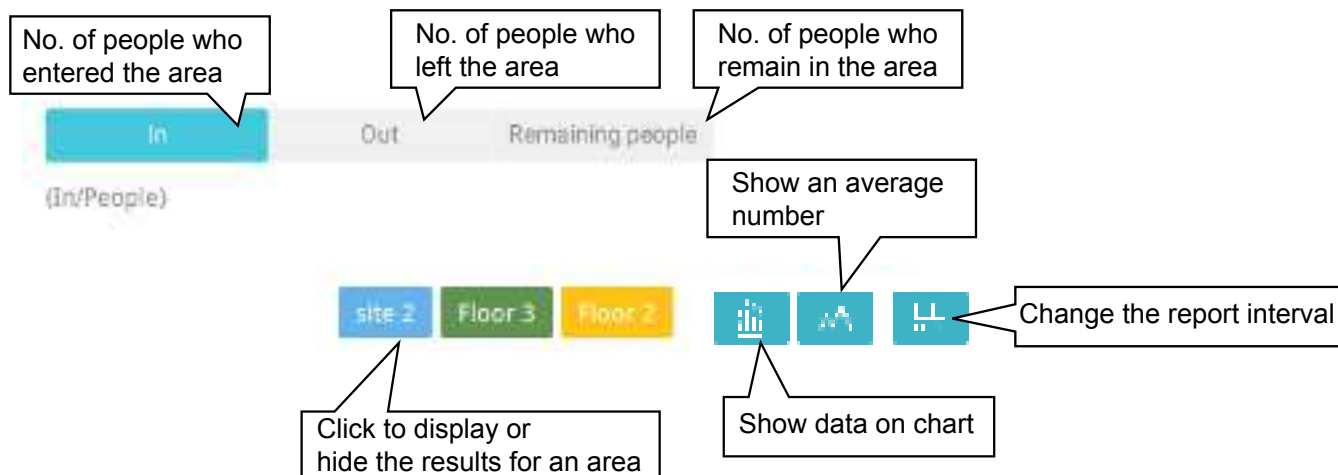 No. of people who
entered the area
No. of people who
left the area
No. of people who
remain in the area
In
Out
Remaining people
(In/People)
Show an average
number
site 2
Floor 3
Floor 2
Change the report interval
Click to display or
hide the results for an area
Show data on chart